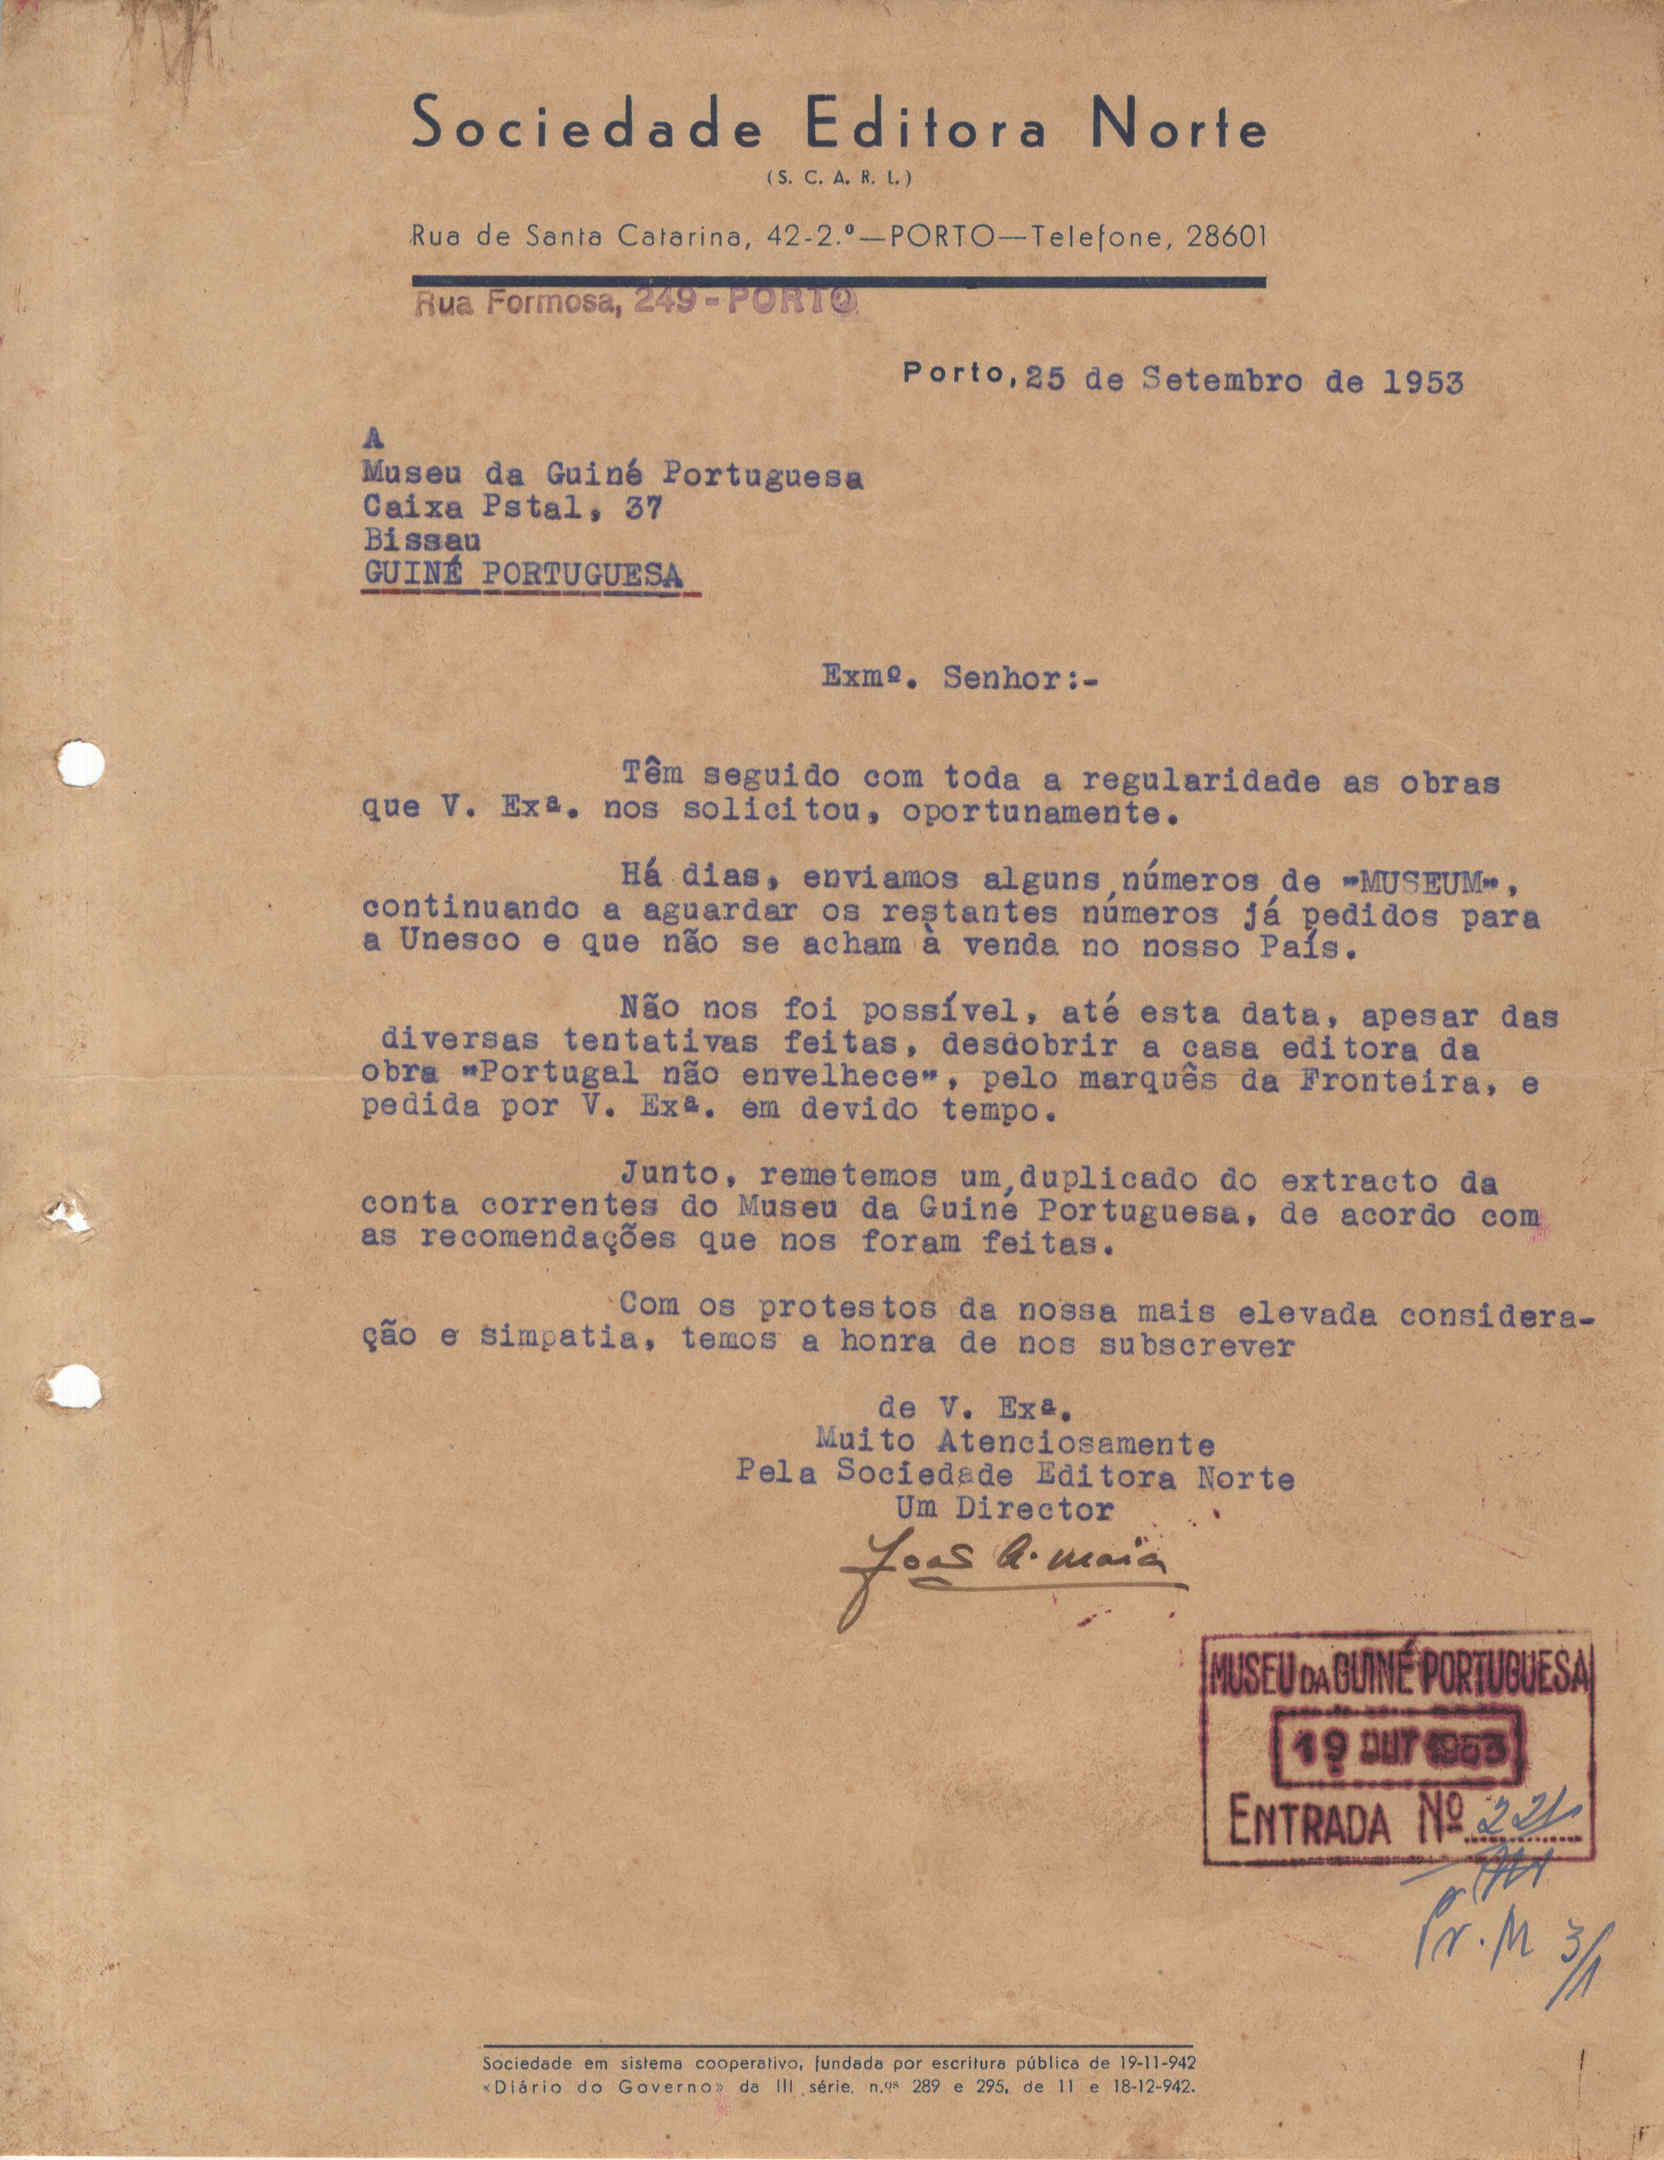 Sociedade Editora Norte
(S. C. A. R. L.)
Rua de Santa Catarina, 42-2.º—PORTO—Telefone, 28601
Rua Formosa, 249 - PORTO
Porto, 25 de Setembro de 1953
A
Museu da Guiné Portuguesa
Caixa Pstal, 37
Bissau
GUINÉ PORTUGUESA
Exmº. Senhor:-
Têm seguido com toda a regularidade as obras
que V. Exª. nos solicitou, oportunamente.
Há dias, enviamos alguns números de "MUSEUM",
continuando a aguardar os restantes números já pedidos para
a Unesco e que não se acham à venda no nosso País.
Não nos foi possível, até esta data, apesar das
diversas tentativas feitas, descobrir a casa editora da
obra "Portugal não envelhece", pelo marquês da Fronteira, e
pedida por V. Exª. em devido tempo.
Junto, remetemos um duplicado do extracto da
conta correntes do Museu da Guiné Portuguesa, de acordo com
as recomendações que nos foram feitas.
Com os protestos da nossa mais elevada considera-
ção e simpatia, temos a honra de nos subscrever
de V. Exª.
Muito Atenciosamente
Pela Sociedade Editora Norte
Um Director
João A. Maia
MUSEU DA GUINÉ PORTUGUESA
19 OUT 1953
ENTRADA Nº 221
Pr. M 3/1
Sociedade em sistema cooperativo, fundada por escritura pública de 19-11-942
«Diário do Governo» da III série, n.ºs 289 e 295, de 11 e 18-12-942.